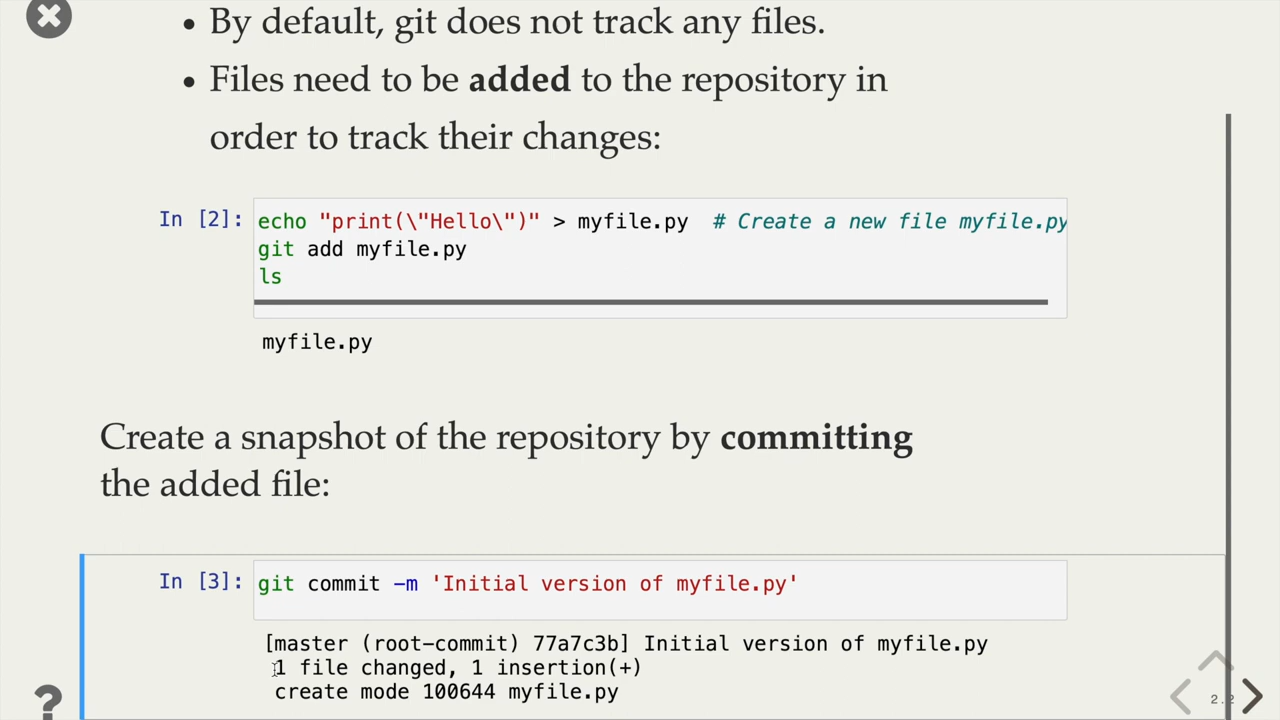 • By default, git does not track any files.
• Files need to be added to the repository in
order to track their changes:
In [2]: echo "print(\"Hello\")" > myfile.py  # Create a new file myfile.py
git add myfile.py
ls
myfile.py
Create a snapshot of the repository by committing
the added file:
In [3]: git commit -m 'Initial version of myfile.py'
[master (root-commit) 77a7c3b] Initial version of myfile.py
1 file changed, 1 insertion(+)
create mode 100644 myfile.py
?